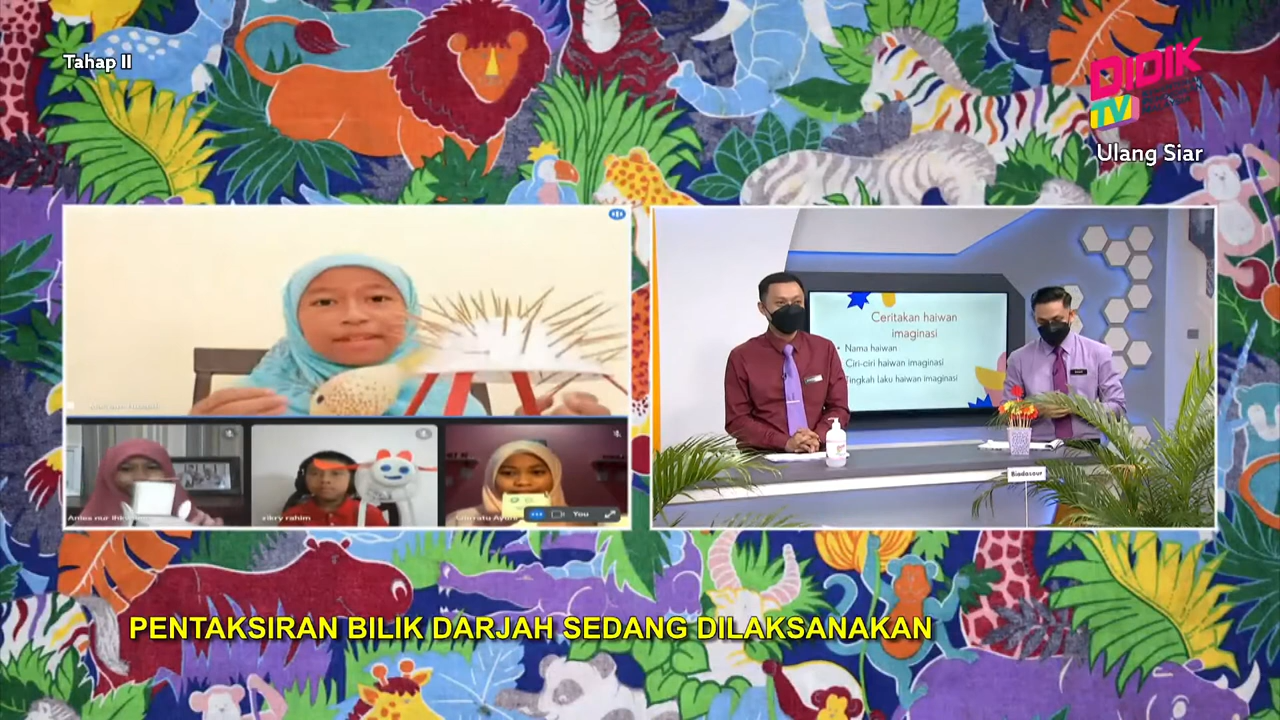 Tahap II
DIDIK
TV
Ulang Siar
Ceritakan haiwan
imaginasi
• Nama haiwan
Ciri-ciri haiwan imaginasi
Tingkah laku haiwan imaginasi
zikry rahim
You
Biodasaur
PENTAKSIRAN BILIK DARJAH SEDANG DILAKSANAKAN